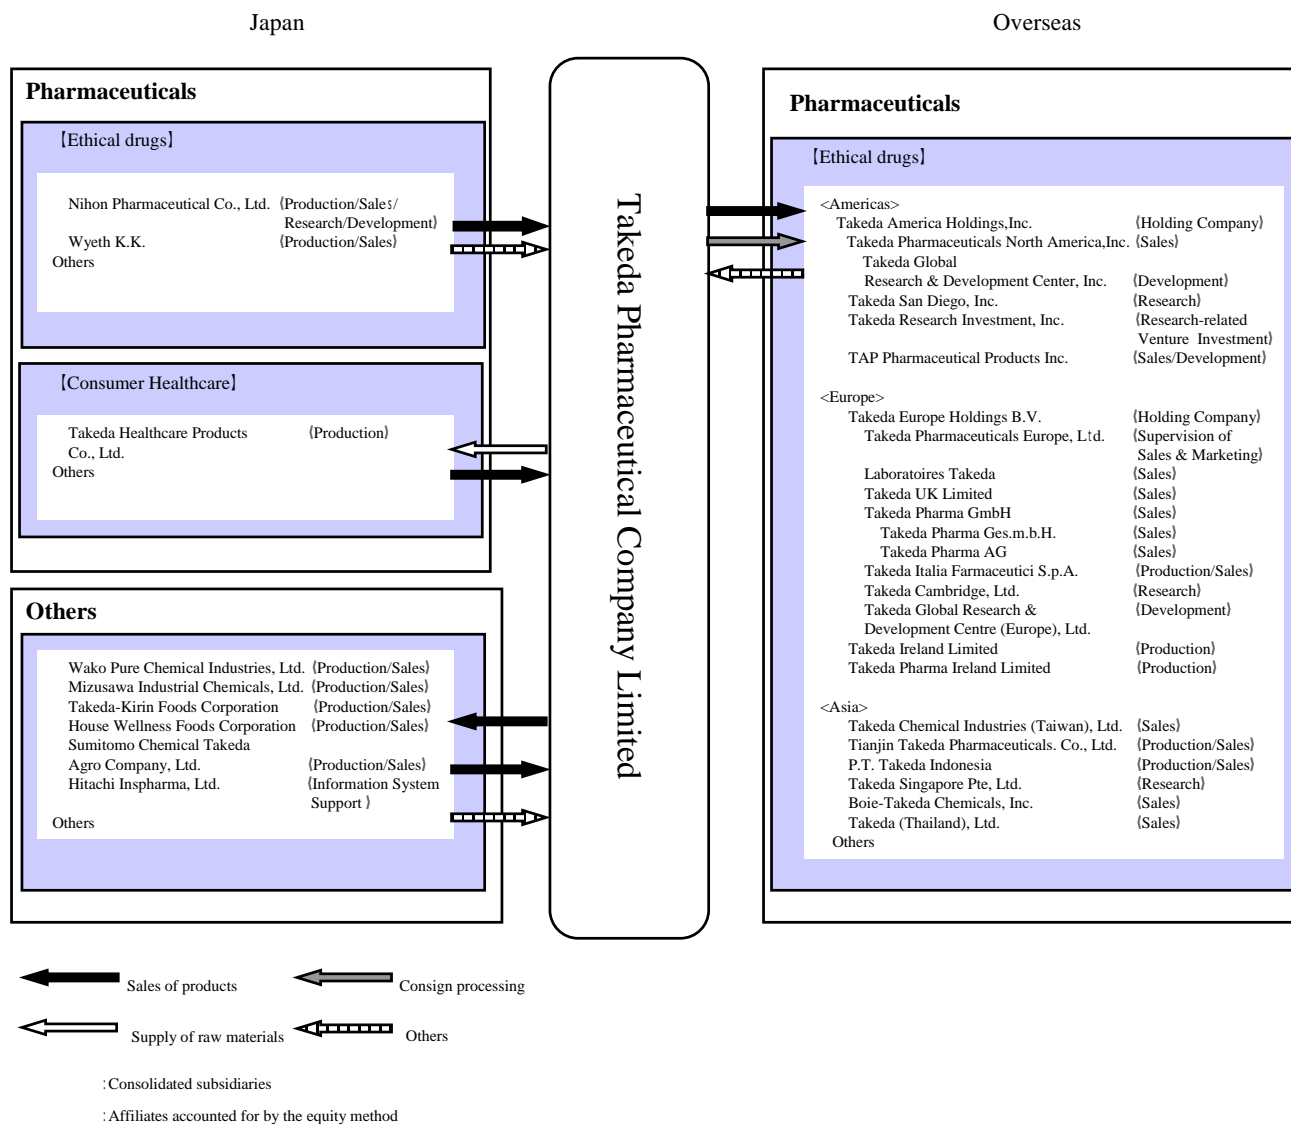 Japan
Overseas
Pharmaceuticals
【Ethical drugs】
Nihon Pharmaceutical Co., Ltd. (Production/Sales/
Research/Development)
Wyeth K.K. (Production/Sales)
Others
【Consumer Healthcare】
Takeda Healthcare Products (Production)
Co., Ltd.
Others
Others
Wako Pure Chemical Industries, Ltd. (Production/Sales)
Mizusawa Industrial Chemicals, Ltd. (Production/Sales)
Takeda-Kirin Foods Corporation (Production/Sales)
House Wellness Foods Corporation (Production/Sales)
Sumitomo Chemical Takeda
Agro Company, Ltd. (Production/Sales)
Hitachi Inspharma, Ltd. (Information System
Support )
Others
Takeda Pharmaceutical Company Limited
Pharmaceuticals
【Ethical drugs】
<Americas>
Takeda America Holdings,Inc. (Holding Company)
Takeda Pharmaceuticals North America,Inc. (Sales)
Takeda Global
Research & Development Center, Inc. (Development)
Takeda San Diego, Inc. (Research)
Takeda Research Investment, Inc. (Research-related
Venture Investment)
TAP Pharmaceutical Products Inc. (Sales/Development)
<Europe>
Takeda Europe Holdings B.V. (Holding Company)
Takeda Pharmaceuticals Europe, Ltd. (Supervision of
Sales & Marketing)
Laboratoires Takeda (Sales)
Takeda UK Limited (Sales)
Takeda Pharma GmbH (Sales)
Takeda Pharma Ges.m.b.H. (Sales)
Takeda Pharma AG (Sales)
Takeda Italia Farmaceutici S.p.A. (Production/Sales)
Takeda Cambridge, Ltd. (Research)
Takeda Global Research & (Development)
Development Centre (Europe), Ltd.
Takeda Ireland Limited (Production)
Takeda Pharma Ireland Limited (Production)
<Asia>
Takeda Chemical Industries (Taiwan), Ltd. (Sales)
Tianjin Takeda Pharmaceuticals. Co., Ltd. (Production/Sales)
P.T. Takeda Indonesia (Production/Sales)
Takeda Singapore Pte, Ltd. (Research)
Boie-Takeda Chemicals, Inc. (Sales)
Takeda (Thailand), Ltd. (Sales)
Others
Sales of products
Consign processing
Supply of raw materials
Others
:Consolidated subsidiaries
:Affiliates accounted for by the equity method